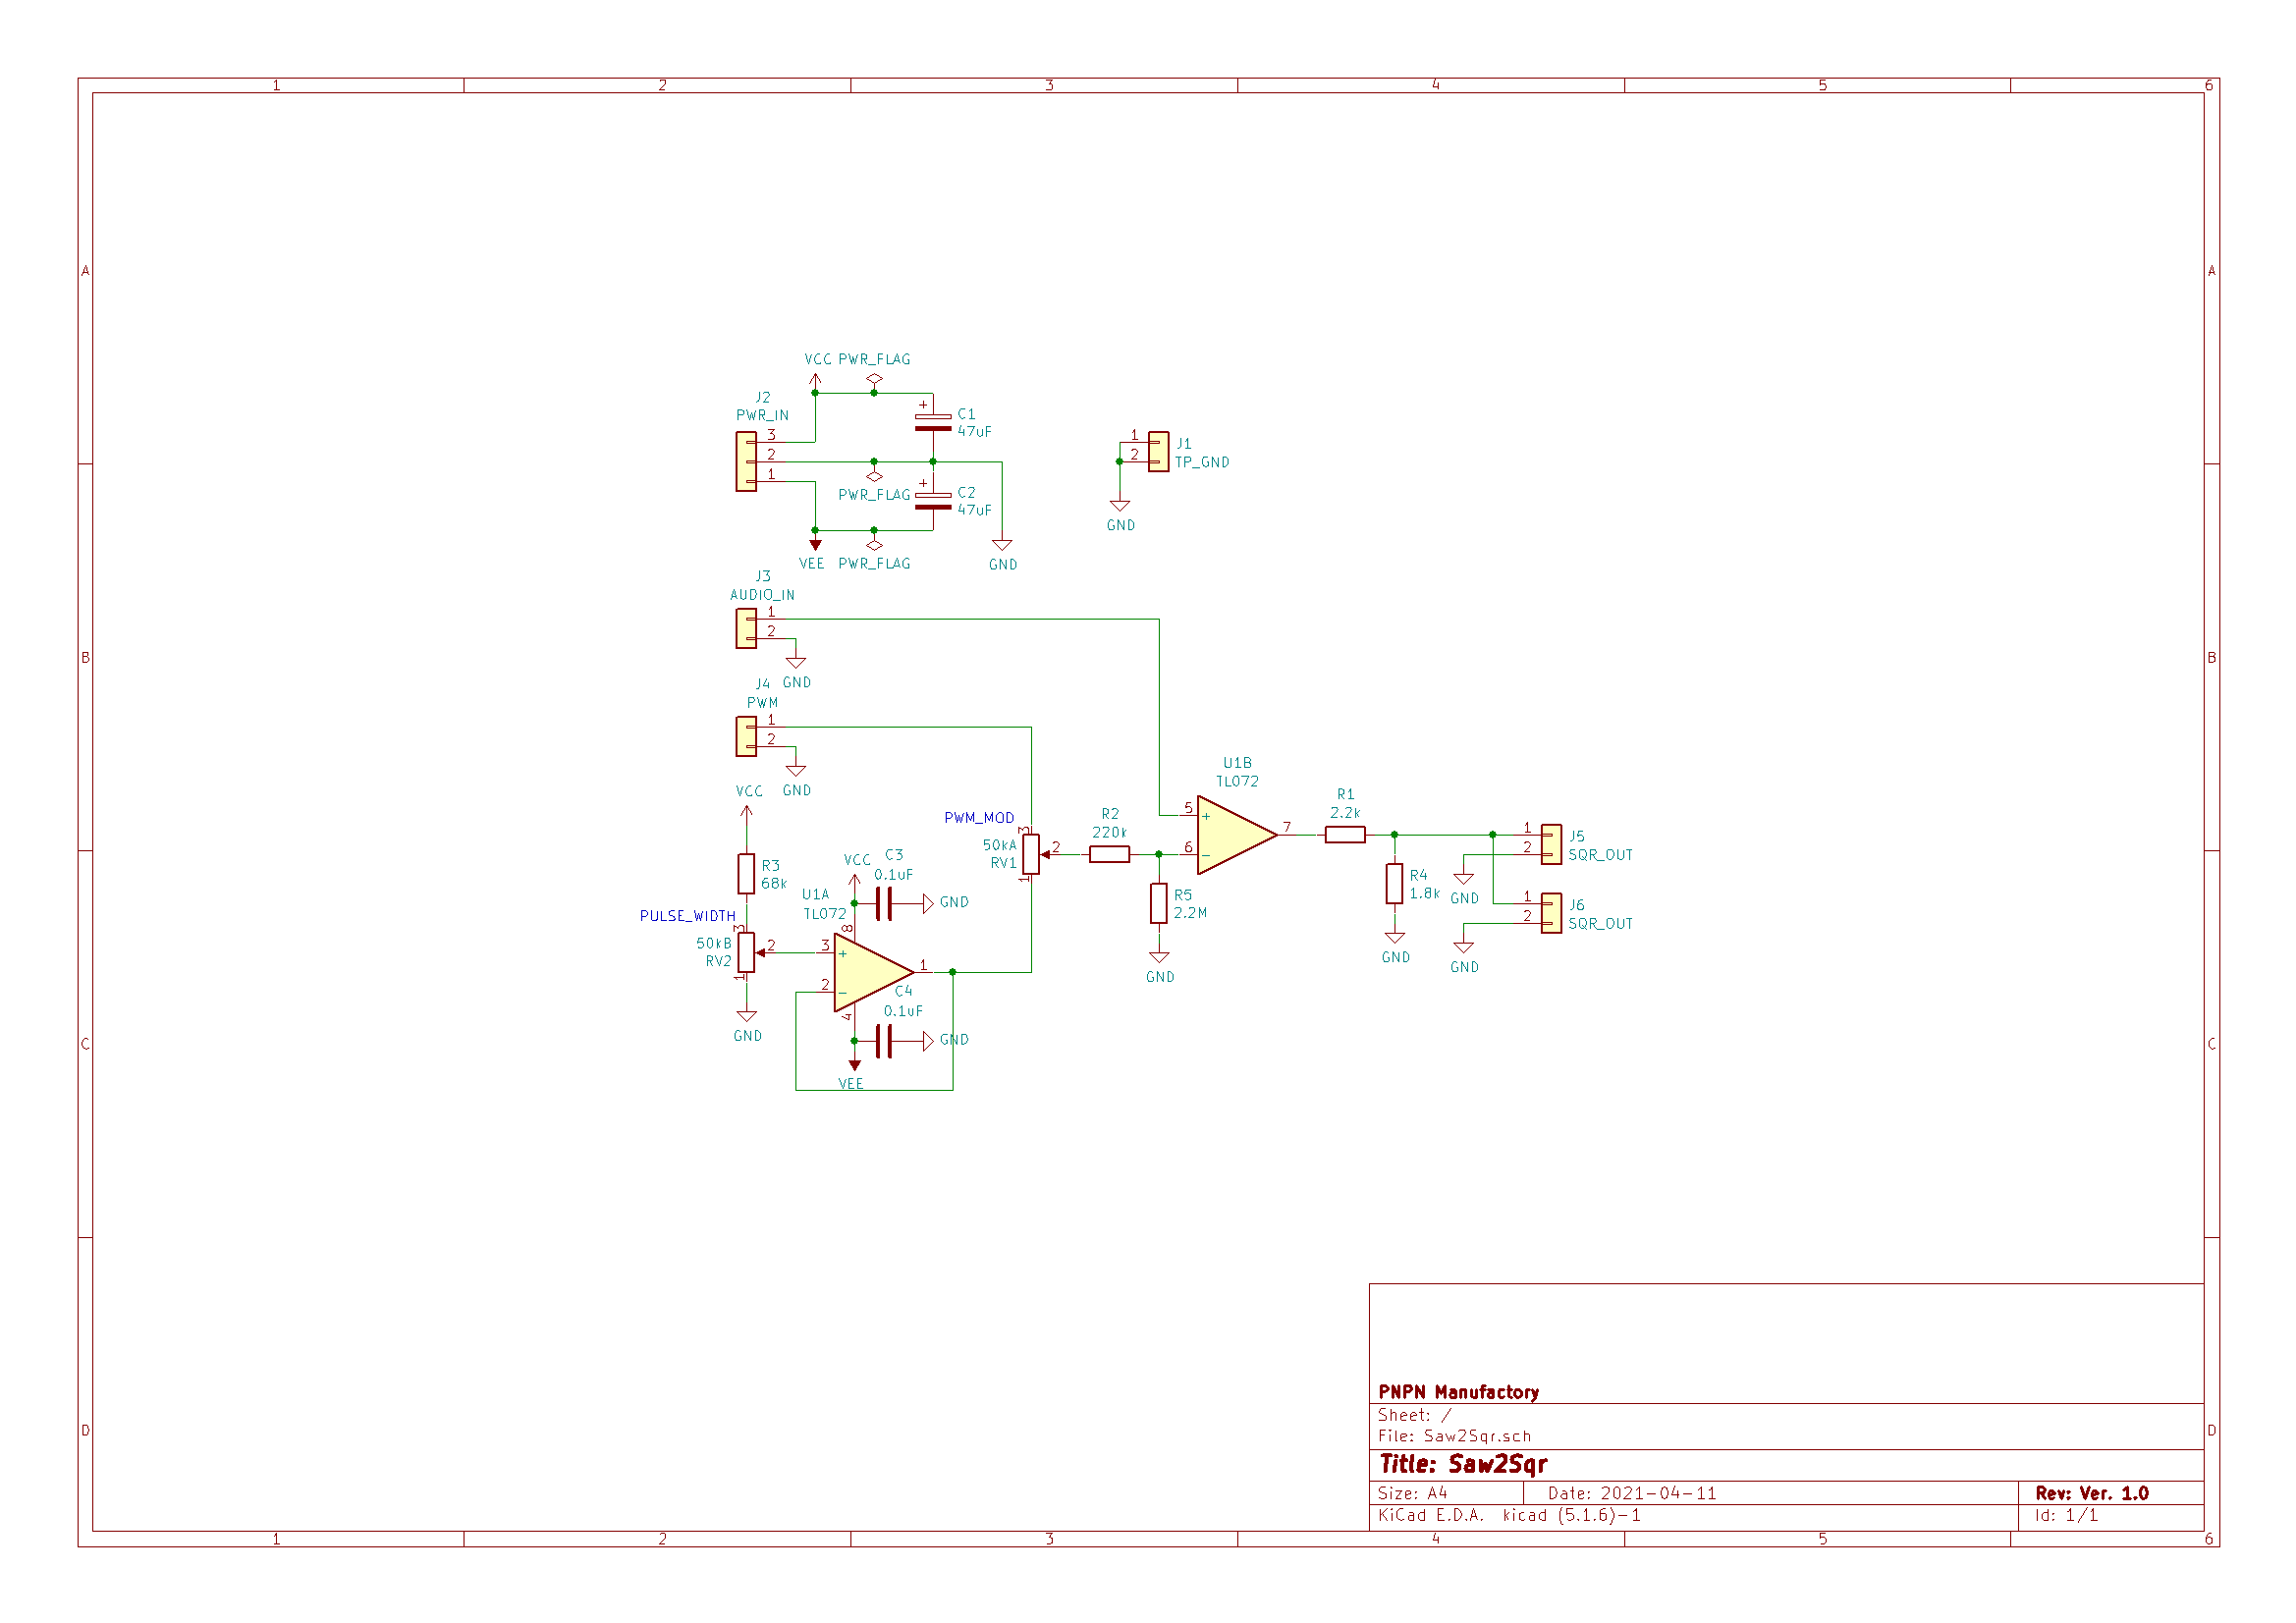 1 2 3 4 5 6
A A
VCC PWR_FLAG
J2
PWR_IN
3
2
1
+
C1
47uF
PWR_FLAG
+
C2
47uF
VEE PWR_FLAG
GND
1
2
J1
TP_GND
GND
J3
AUDIO_IN
1
2
GND
B B
J4
PWM
1
2
GND
VCC
R3
68k
PULSE_WIDTH
50kB
RV2
3
2
1
GND
U1A
TL072
VCC
C3
0.1uF
GND
8
3
+
2
-
1
4
C4
0.1uF
GND
VEE
PWM_MOD
50kA
RV1
3
2
1
R2
220k
R5
2.2M
GND
U1B
TL072
5
+
6
-
7
R1
2.2k
R4
1.8k
GND
1
2
J5
SQR_OUT
GND
1
2
J6
SQR_OUT
GND
C C
D D
PNPN Manufactory
Sheet: /
File: Saw2Sqr.sch
Title: Saw2Sqr
Size: A4 Date: 2021-04-11 Rev: Ver. 1.0
KiCad E.D.A. kicad (5.1.6)-1 Id: 1/1
1 2 3 4 5 6